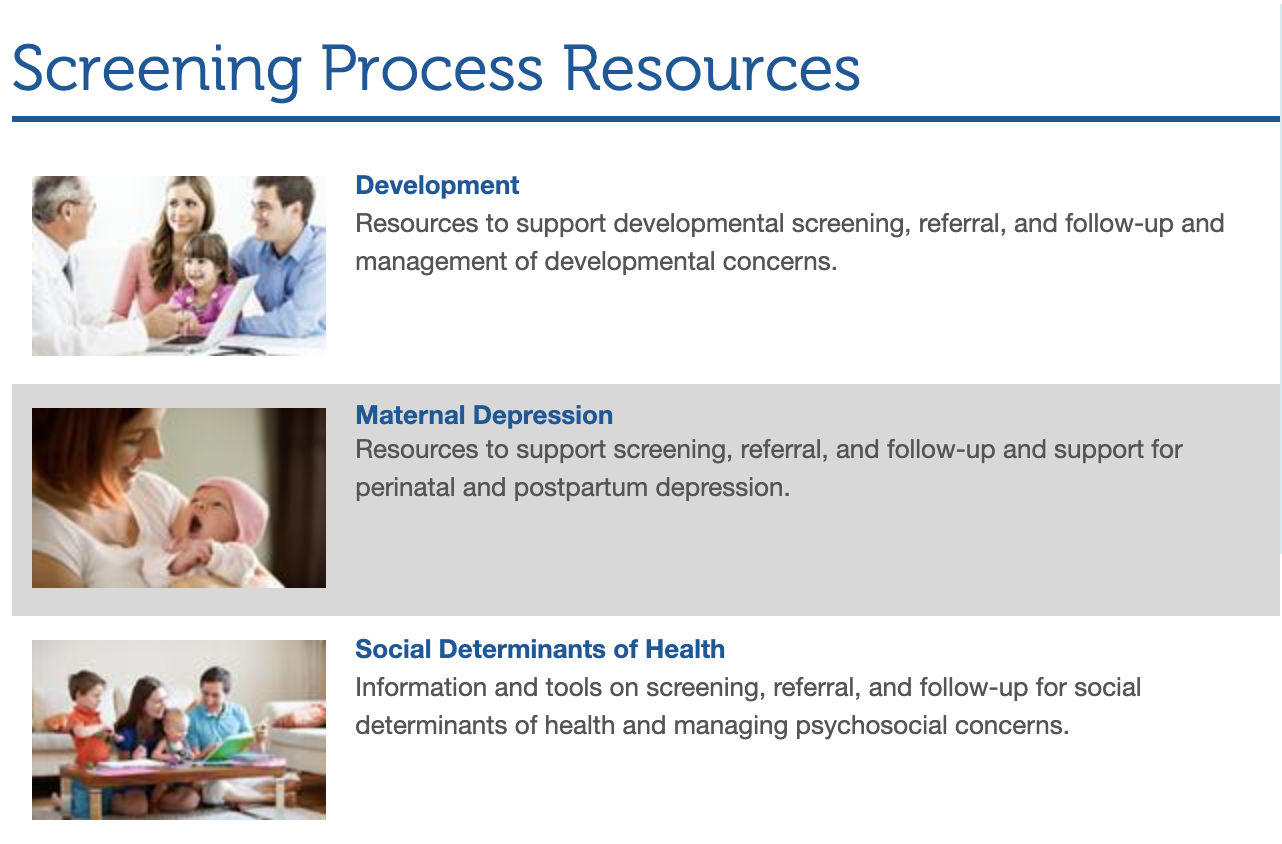 Screening Process Resources
Development
Resources to support developmental screening, referral, and follow-up and
management of developmental concerns.
Maternal Depression
Resources to support screening, referral, and follow-up and support for
perinatal and postpartum depression.
Social Determinants of Health
Information and tools on screening, referral, and follow-up for social
determinants of health and managing psychosocial concerns.